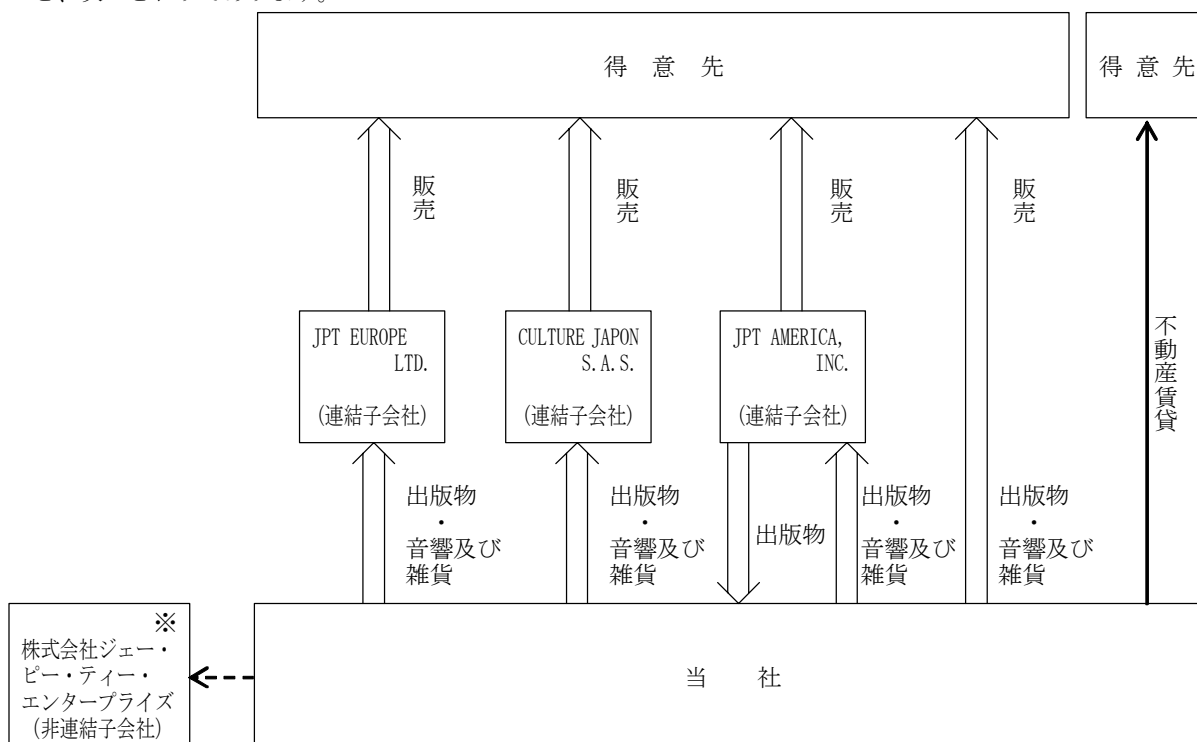 得　意　先
得 意 先
販売
販売
販売
販売
不動産賃貸
JPT EUROPE
LTD.
(連結子会社)
CULTURE JAPON
S.A.S.
(連結子会社)
JPT AMERICA,
INC.
(連結子会社)
出版物
・
音響及び
雑貨
出版物
・
音響及び
雑貨
出版物
出版物
・
音響及び
雑貨
出版物
・
音響及び
雑貨
※
株式会社ジェー・
ピー・ティー・
エンタープライズ
(非連結子会社)
当　　社